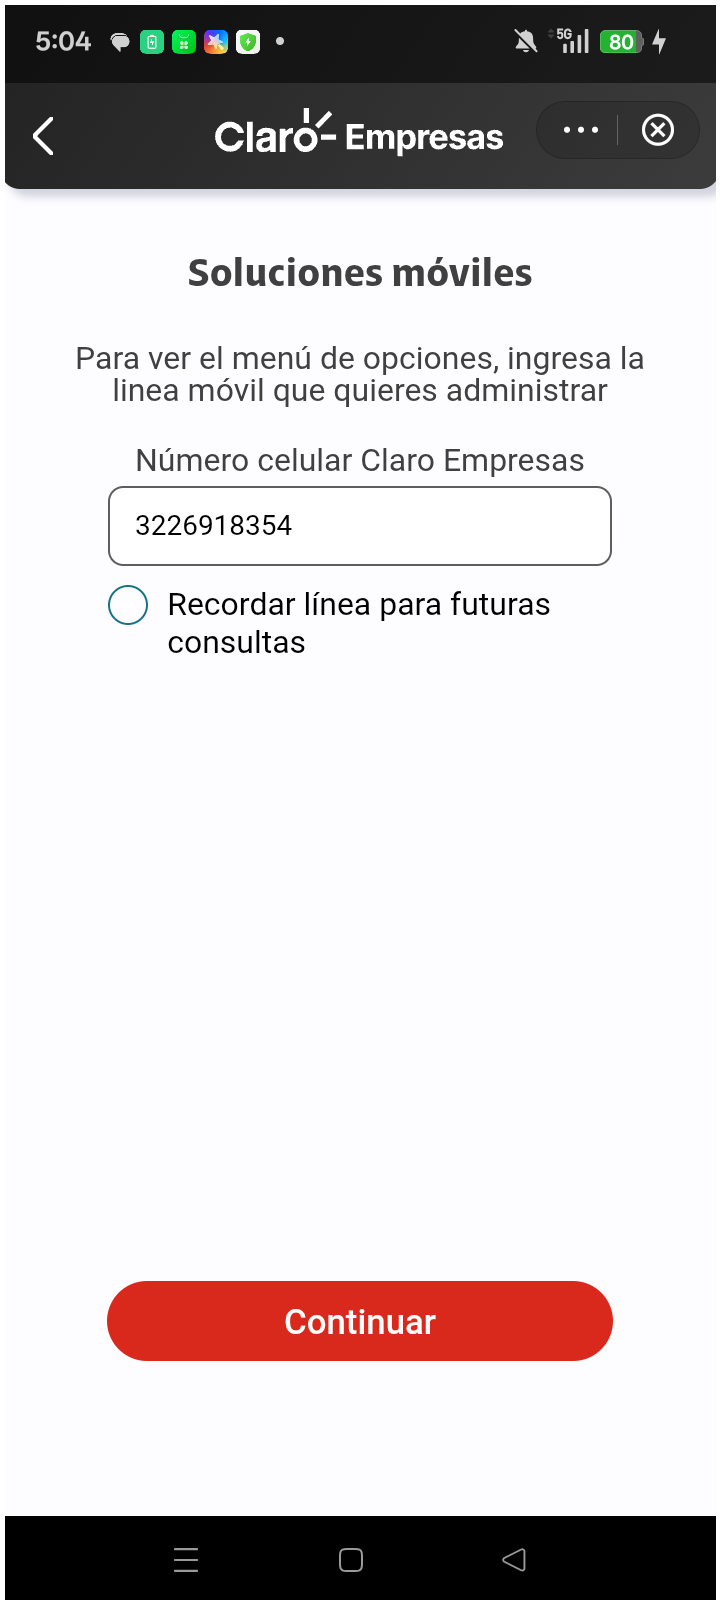 5:04
5G
80
Claro Empresas
Soluciones móviles
Para ver el menú de opciones, ingresa la
linea móvil que quieres administrar
Número celular Claro Empresas
3226918354
Recordar línea para futuras
consultas
Continuar